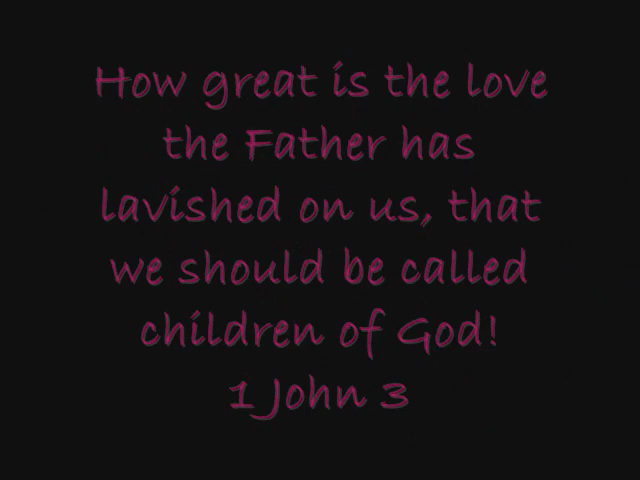 How great is the love
the Father has
lavished on us, that
we should be called
children of God!
1 John 3